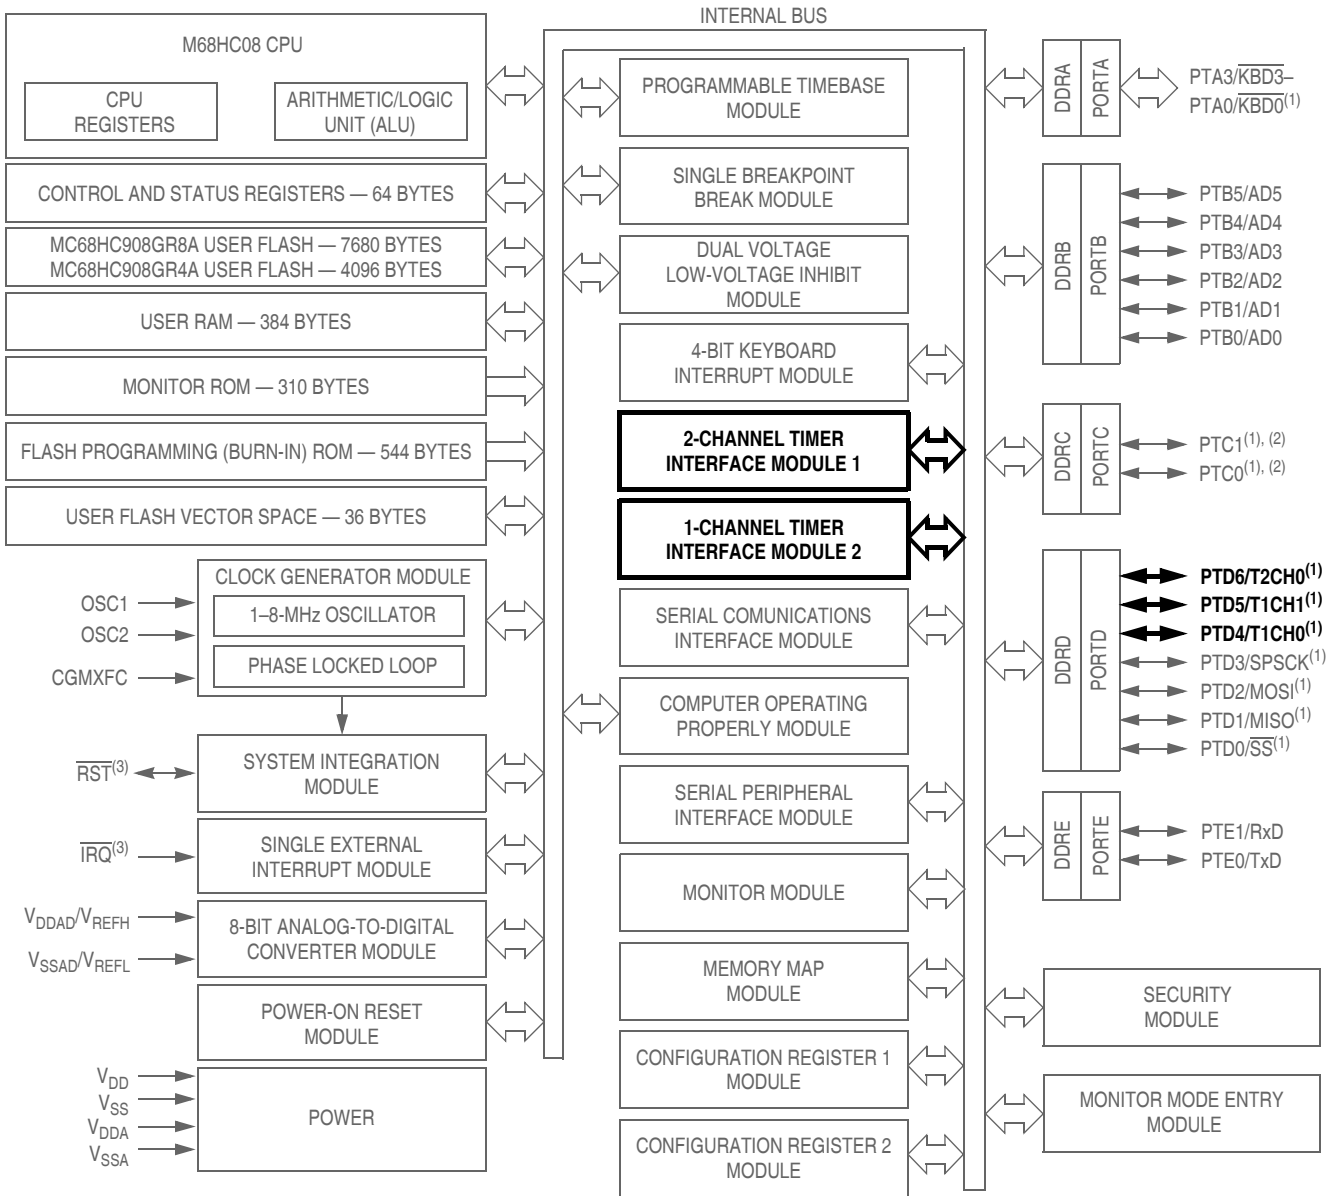 INTERNAL BUS
M68HC08 CPU
CPU
REGISTERS
ARITHMETIC/LOGIC
UNIT (ALU)
CONTROL AND STATUS REGISTERS — 64 BYTES
MC68HC908GR8A USER FLASH — 7680 BYTES
MC68HC908GR4A USER FLASH — 4096 BYTES
USER RAM — 384 BYTES
MONITOR ROM — 310 BYTES
FLASH PROGRAMMING (BURN-IN) ROM — 544 BYTES
USER FLASH VECTOR SPACE — 36 BYTES
CLOCK GENERATOR MODULE
1–8-MHz OSCILLATOR
PHASE LOCKED LOOP
OSC1
OSC2
CGMXFC
SYSTEM INTEGRATION
MODULE
RST(3)
SINGLE EXTERNAL
INTERRUPT MODULE
IRQ(3)
8-BIT ANALOG-TO-DIGITAL
CONVERTER MODULE
VDDAD/VREFH
VSSAD/VREFL
POWER-ON RESET
MODULE
POWER
VDD
VSS
VDDA
VSSA
PROGRAMMABLE TIMEBASE
MODULE
SINGLE BREAKPOINT
BREAK MODULE
DUAL VOLTAGE
LOW-VOLTAGE INHIBIT
MODULE
4-BIT KEYBOARD
INTERRUPT MODULE
2-CHANNEL TIMER
INTERFACE MODULE 1
1-CHANNEL TIMER
INTERFACE MODULE 2
SERIAL COMUNICATIONS
INTERFACE MODULE
COMPUTER OPERATING
PROPERLY MODULE
SERIAL PERIPHERAL
INTERFACE MODULE
MONITOR MODULE
MEMORY MAP
MODULE
CONFIGURATION REGISTER 1
MODULE
CONFIGURATION REGISTER 2
MODULE
DDRA
PORTA
PTA3/KBD3–
PTA0/KBD0(1)
DDRB
PORTB
PTB5/AD5
PTB4/AD4
PTB3/AD3
PTB2/AD2
PTB1/AD1
PTB0/AD0
DDRC
PORTC
PTC1(1), (2)
PTC0(1), (2)
DDRD
PORTD
PTD6/T2CH0(1)
PTD5/T1CH1(1)
PTD4/T1CH0(1)
PTD3/SPSCK(1)
PTD2/MOSI(1)
PTD1/MISO(1)
PTD0/SS(1)
DDRE
PORTE
PTE1/RxD
PTE0/TxD
SECURITY
MODULE
MONITOR MODE ENTRY
MODULE